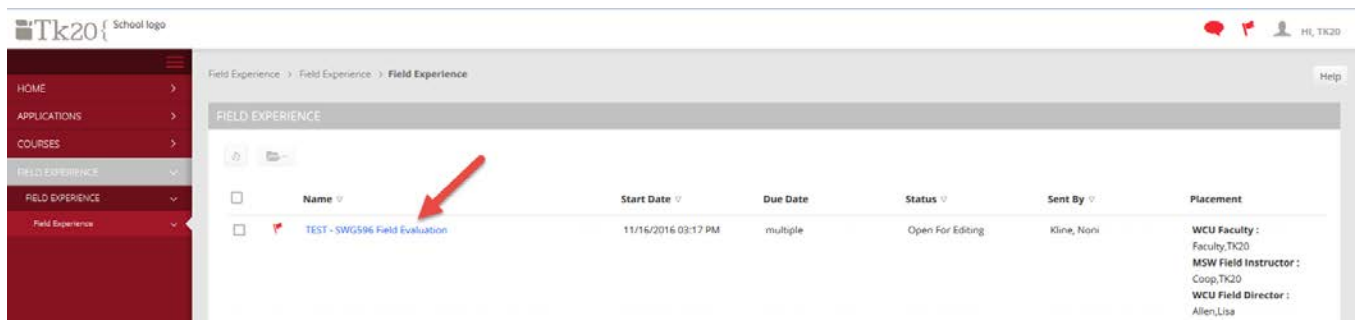 Tk20{ School logo
HI, TK20
HOME
APPLICATIONS
COURSES
FIELD EXPERIENCE
FIELD EXPERIENCE
Field Experience
Field Experience > Field Experience > Field Experience
Help
FIELD EXPERIENCE
Name Start Date Due Date Status Sent By Placement
TEST - SWG596 Field Evaluation 11/16/2016 03:17 PM multiple Open For Editing Kline, Noni WCU Faculty :
Faculty,TK20
MSW Field Instructor :
Coop,TK20
WCU Field Director :
Allen,Lisa